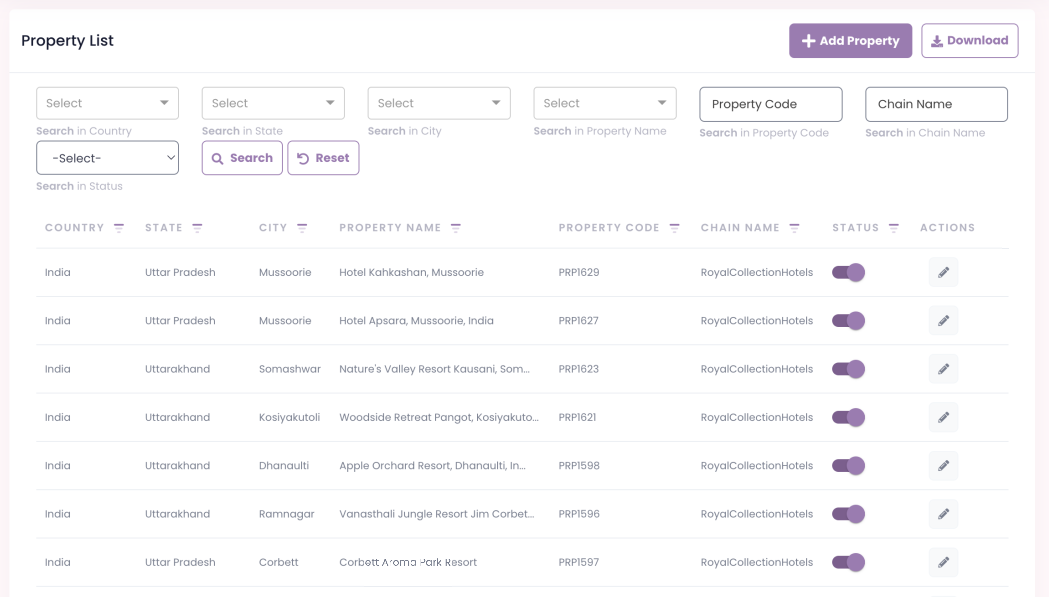 Property List
Add Property
Download
Select Select Select Select Property Code Chain Name
Search in Country Search in State Search in City Search in Property Name Search in Property Code Search in Chain Name
-Select- Search Reset
Search in Status
COUNTRY STATE CITY PROPERTY NAME PROPERTY CODE CHAIN NAME STATUS ACTIONS
India Uttar Pradesh Mussoorie Hotel Kahkashan, Mussoorie PRP1629 RoyalCollectionHotels
India Uttar Pradesh Mussoorie Hotel Apsara, Mussoorie, India PRP1627 RoyalCollectionHotels
India Uttarakhand Somashwar Nature's Valley Resort Kausani, Som... PRP1623 RoyalCollectionHotels
India Uttarakhand Kosiyakutoli Woodside Retreat Pangot, Kosiyakuto... PRP1621 RoyalCollectionHotels
India Uttarakhand Dhanaulti Apple Orchard Resort, Dhanaulti, In... PRP1598 RoyalCollectionHotels
India Uttarakhand Ramnagar Vanasthali Jungle Resort Jim Corbet... PRP1596 RoyalCollectionHotels
India Uttar Pradesh Corbett Corbett Aroma Park Resort PRP1597 RoyalCollectionHotels